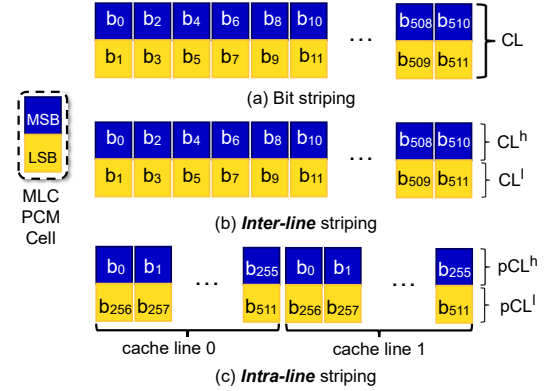 b0 b2 b4 b6 b8 b10 ... b508 b510
b1 b3 b5 b7 b9 b11 b509 b511
CL
(a) Bit striping
MSB
LSB
MLC
PCM
Cell
b0 b2 b4 b6 b8 b10 ... b508 b510 CLh
b1 b3 b5 b7 b9 b11 b509 b511 CLl
(b) Inter-line striping
b0 b1 ... b255 b0 b1 ... b255 pCLh
b256 b257 b511 b256 b257 b511 pCLl
cache line 0 cache line 1
(c) Intra-line striping